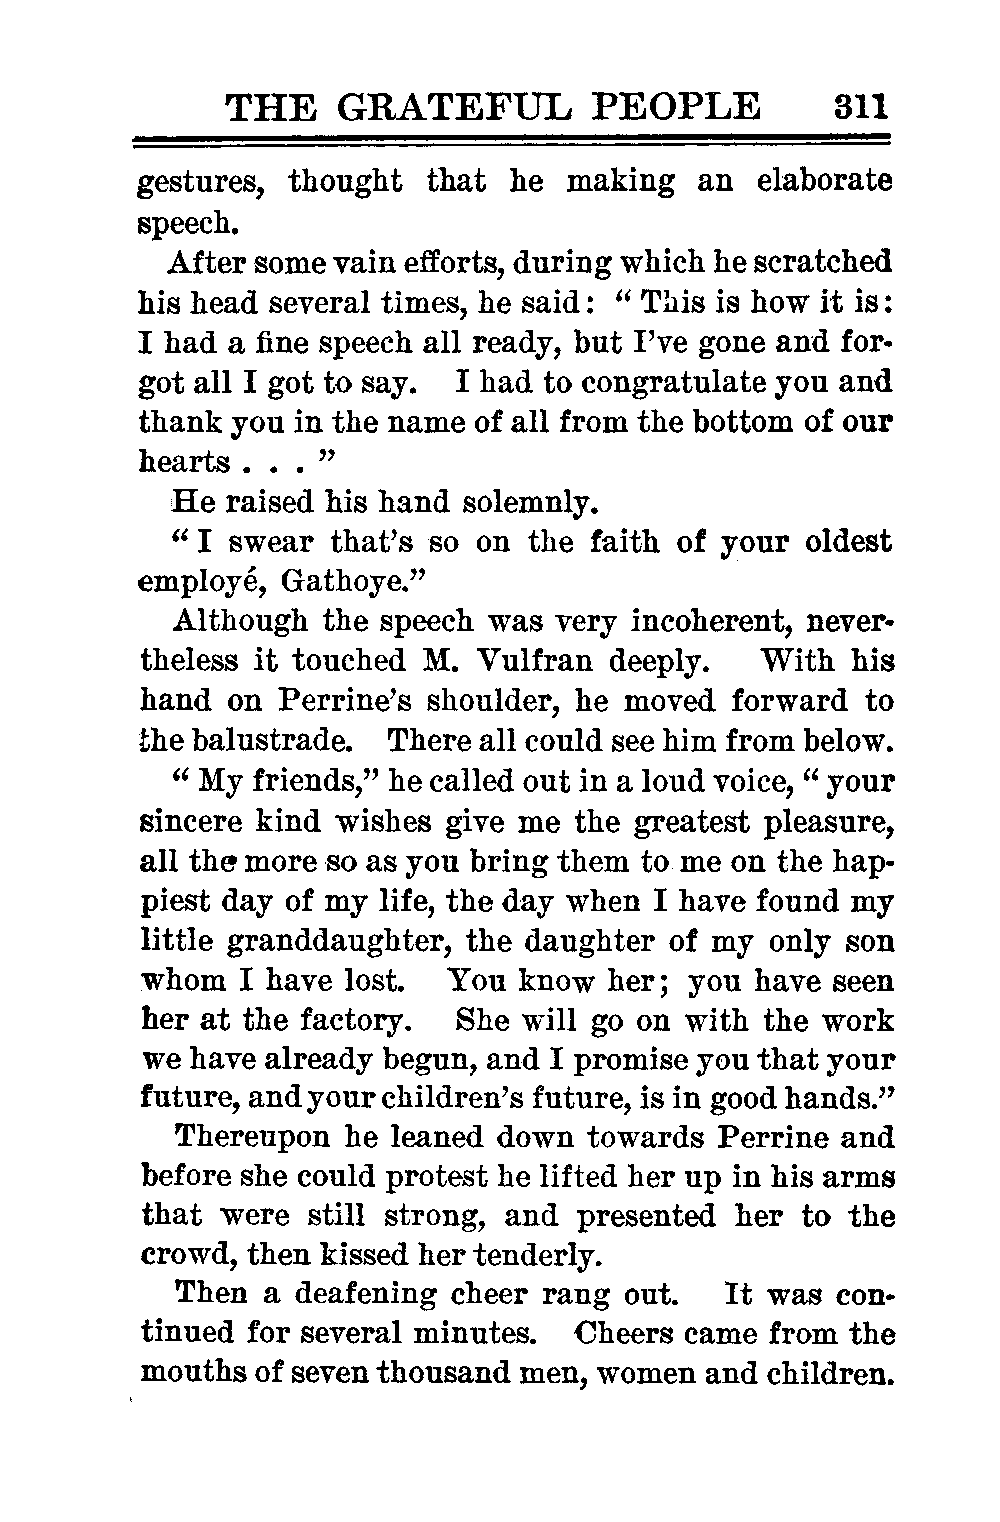 THE GRATEFUL PEOPLE 311
gestures, thought that he making an elaborate
speech.
After some vain efforts, during which he scratched
his head several times, he said: “ This is how it is:
I had a fine speech all ready, but I’ve gone and for-
got all I got to say. I had to congratulate you and
thank you in the name of all from the bottom of our
hearts . . . ”
He raised his hand solemnly.
“ I swear that’s so on the faith of your oldest
employé, Gathoye.”
Although the speech was very incoherent, never-
theless it touched M. Vulfran deeply. With his
hand on Perrine’s shoulder, he moved forward to
the balustrade. There all could see him from below.
“ My friends,” he called out in a loud voice, “ your
sincere kind wishes give me the greatest pleasure,
all the more so as you bring them to me on the hap-
piest day of my life, the day when I have found my
little granddaughter, the daughter of my only son
whom I have lost. You know her; you have seen
her at the factory. She will go on with the work
we have already begun, and I promise you that your
future, and your children’s future, is in good hands.”
Thereupon he leaned down towards Perrine and
before she could protest he lifted her up in his arms
that were still strong, and presented her to the
crowd, then kissed her tenderly.
Then a deafening cheer rang out. It was con-
tinued for several minutes. Cheers came from the
mouths of seven thousand men, women and children.